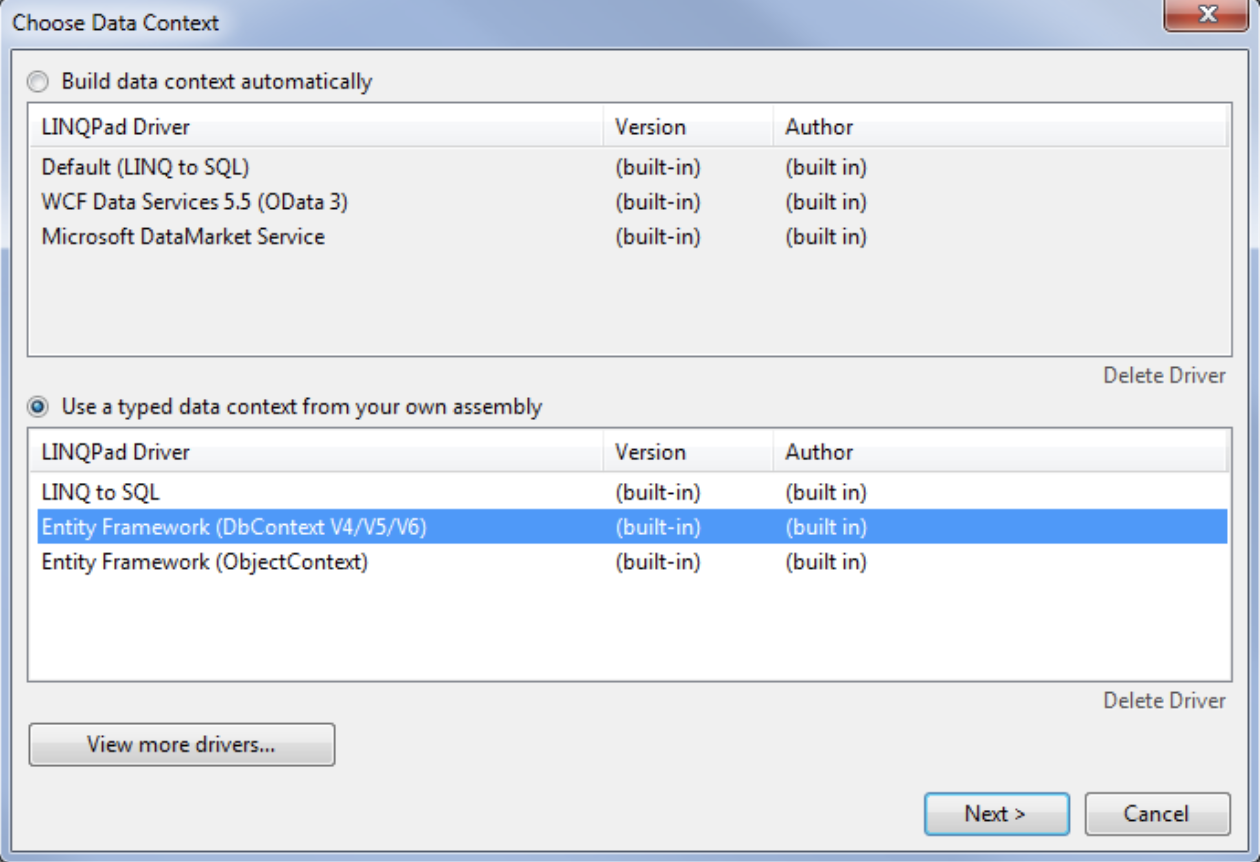 Choose Data Context
Build data context automatically
LINQPad Driver Version Author
Default (LINQ to SQL) (built-in) (built in)
WCF Data Services 5.5 (OData 3) (built-in) (built in)
Microsoft DataMarket Service (built-in) (built in)
Delete Driver
Use a typed data context from your own assembly
LINQPad Driver Version Author
LINQ to SQL (built-in) (built in)
Entity Framework (DbContext V4/V5/V6) (built-in) (built in)
Entity Framework (ObjectContext) (built-in) (built in)
Delete Driver
View more drivers...
Next > Cancel